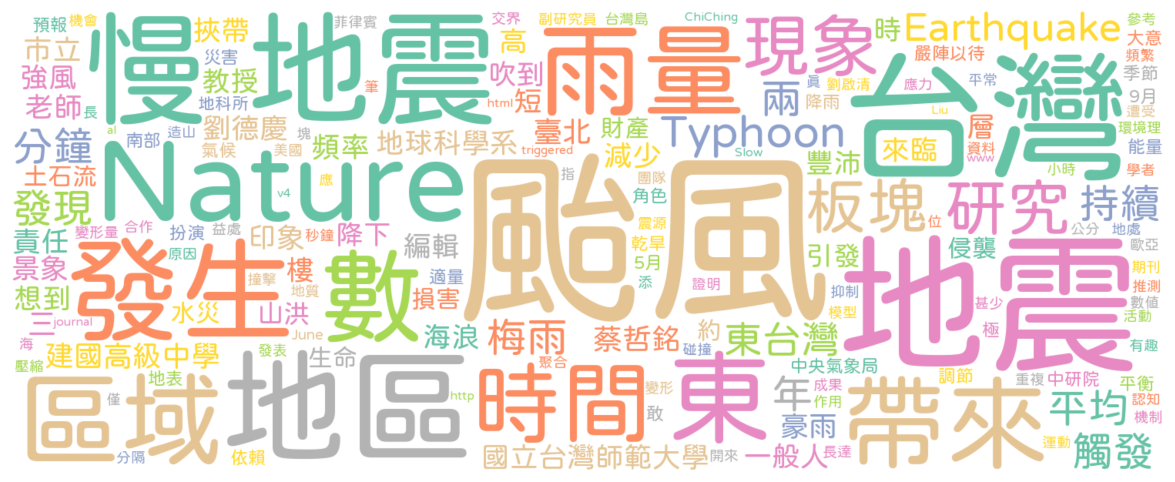 預報 機會 菲律賓 交界 副研究員 台灣島 ChiChing Earthquake 參考
慢地震 雨量 現象 時 大意
市立 挾帶 高 嚴陣以待 頻繁
強風 災害 教授 吹到 短 兩 真 劉啟清 應力 平常 季節
老師 長 地科所 筆 html 降雨 台灣 9月
分鐘 al 南部 造山 劉德慶 塊 地球科學系 臺北 財產 Typhoon Liu 層 遭受
氣候 美國 頻率 triggered 減少 Slow 來臨 資料 www 環境理 能量
土石流 Nature v4 應 指 團隊 豐沛 小時 學者
發現 變形量 合作 益處 颱風 角色 板塊 研究 持續
責任 扮演 印象 秒鐘 降下 編輯 震源 乾旱 引發 位 公分 地處
景象 原因 樓 5月 侵襲 歐亞
發生 撞擊 地質 數 適量 添 證明 抑制 地震 甚少 期刊 推測
想到 水災 山洪 損害 模型 極 數值 活動
三 journal June 海浪 梅雨 蔡哲銘 約 東台灣 有趣
海 建國高級中學 發表 生命 碰撞 中央氣象局
壓縮 地表 聚合 東 年 成果 調節 重複 中研院 平衡 認知
區域 地區 http 時間 變形 作用 帶來 平均 機制
僅 敢 豪雨
分隔 依賴 國立台灣師範大學 開來 一般人 長達 運動 觸發